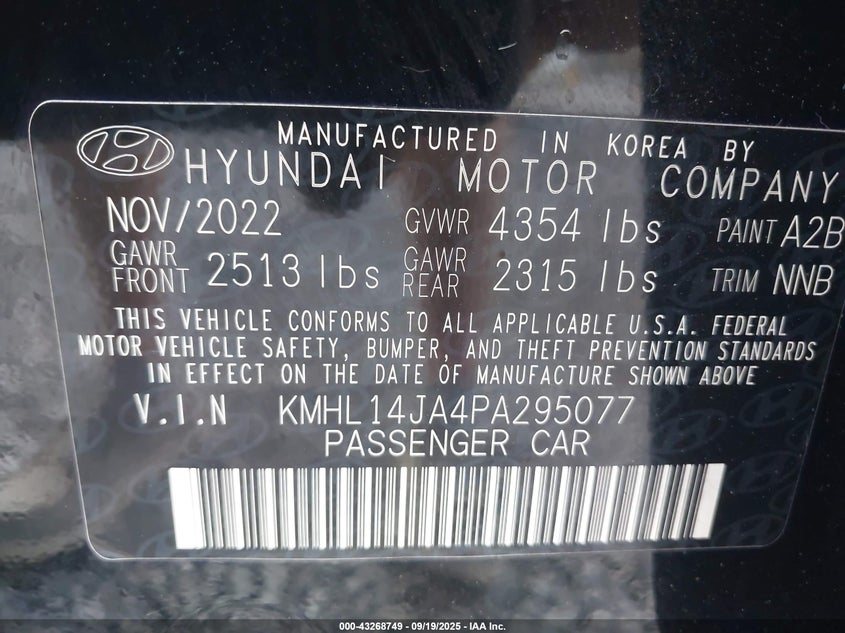 MANUFACTURED IN KOREA BY
HYUNDAI MOTOR COMPANY
NOV/2022 GVWR 4354 lbs PAINT A2B
GAWR FRONT 2513 lbs GAWR REAR 2315 lbs TRIM NNB
THIS VEHICLE CONFORMS TO ALL APPLICABLE U.S.A. FEDERAL
MOTOR VEHICLE SAFETY, BUMPER, AND THEFT PREVENTION STANDARDS
IN EFFECT ON THE DATE OF MANUFACTURE SHOWN ABOVE
V.I.N KMHL14JA4PA295077
PASSENGER CAR
000-43268749 - 09/19/2025 - IAA Inc.